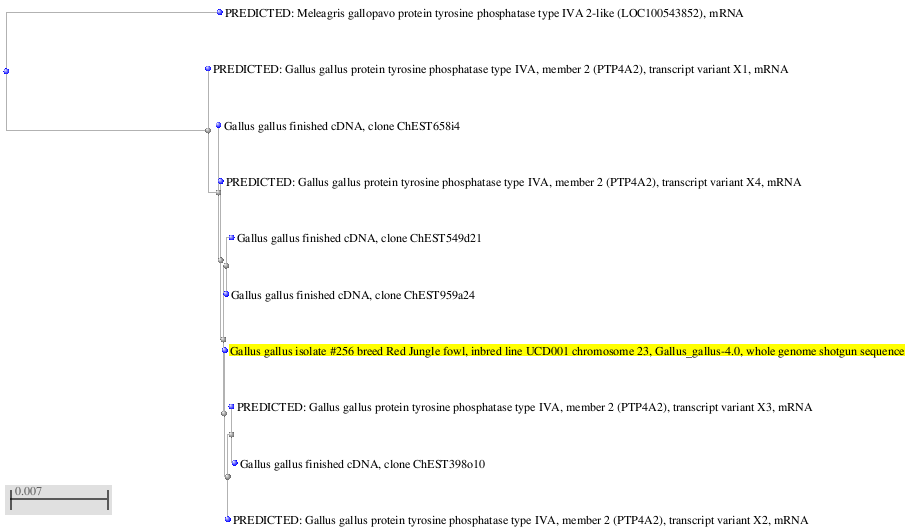 PREDICTED: Meleagris gallopavo protein tyrosine phosphatase type IVA 2-like (LOC100543852), mRNA
PREDICTED: Gallus gallus protein tyrosine phosphatase type IVA, member 2 (PTP4A2), transcript variant X1, mRNA
Gallus gallus finished cDNA, clone ChEST658i4
PREDICTED: Gallus gallus protein tyrosine phosphatase type IVA, member 2 (PTP4A2), transcript variant X4, mRNA
Gallus gallus finished cDNA, clone ChEST549d21
Gallus gallus finished cDNA, clone ChEST959a24
Gallus gallus isolate #256 breed Red Jungle fowl, inbred line UCD001 chromosome 23, Gallus_gallus-4.0, whole genome shotgun sequence
PREDICTED: Gallus gallus protein tyrosine phosphatase type IVA, member 2 (PTP4A2), transcript variant X3, mRNA
Gallus gallus finished cDNA, clone ChEST398o10
0.007
PREDICTED: Gallus gallus protein tyrosine phosphatase type IVA, member 2 (PTP4A2), transcript variant X2, mRNA